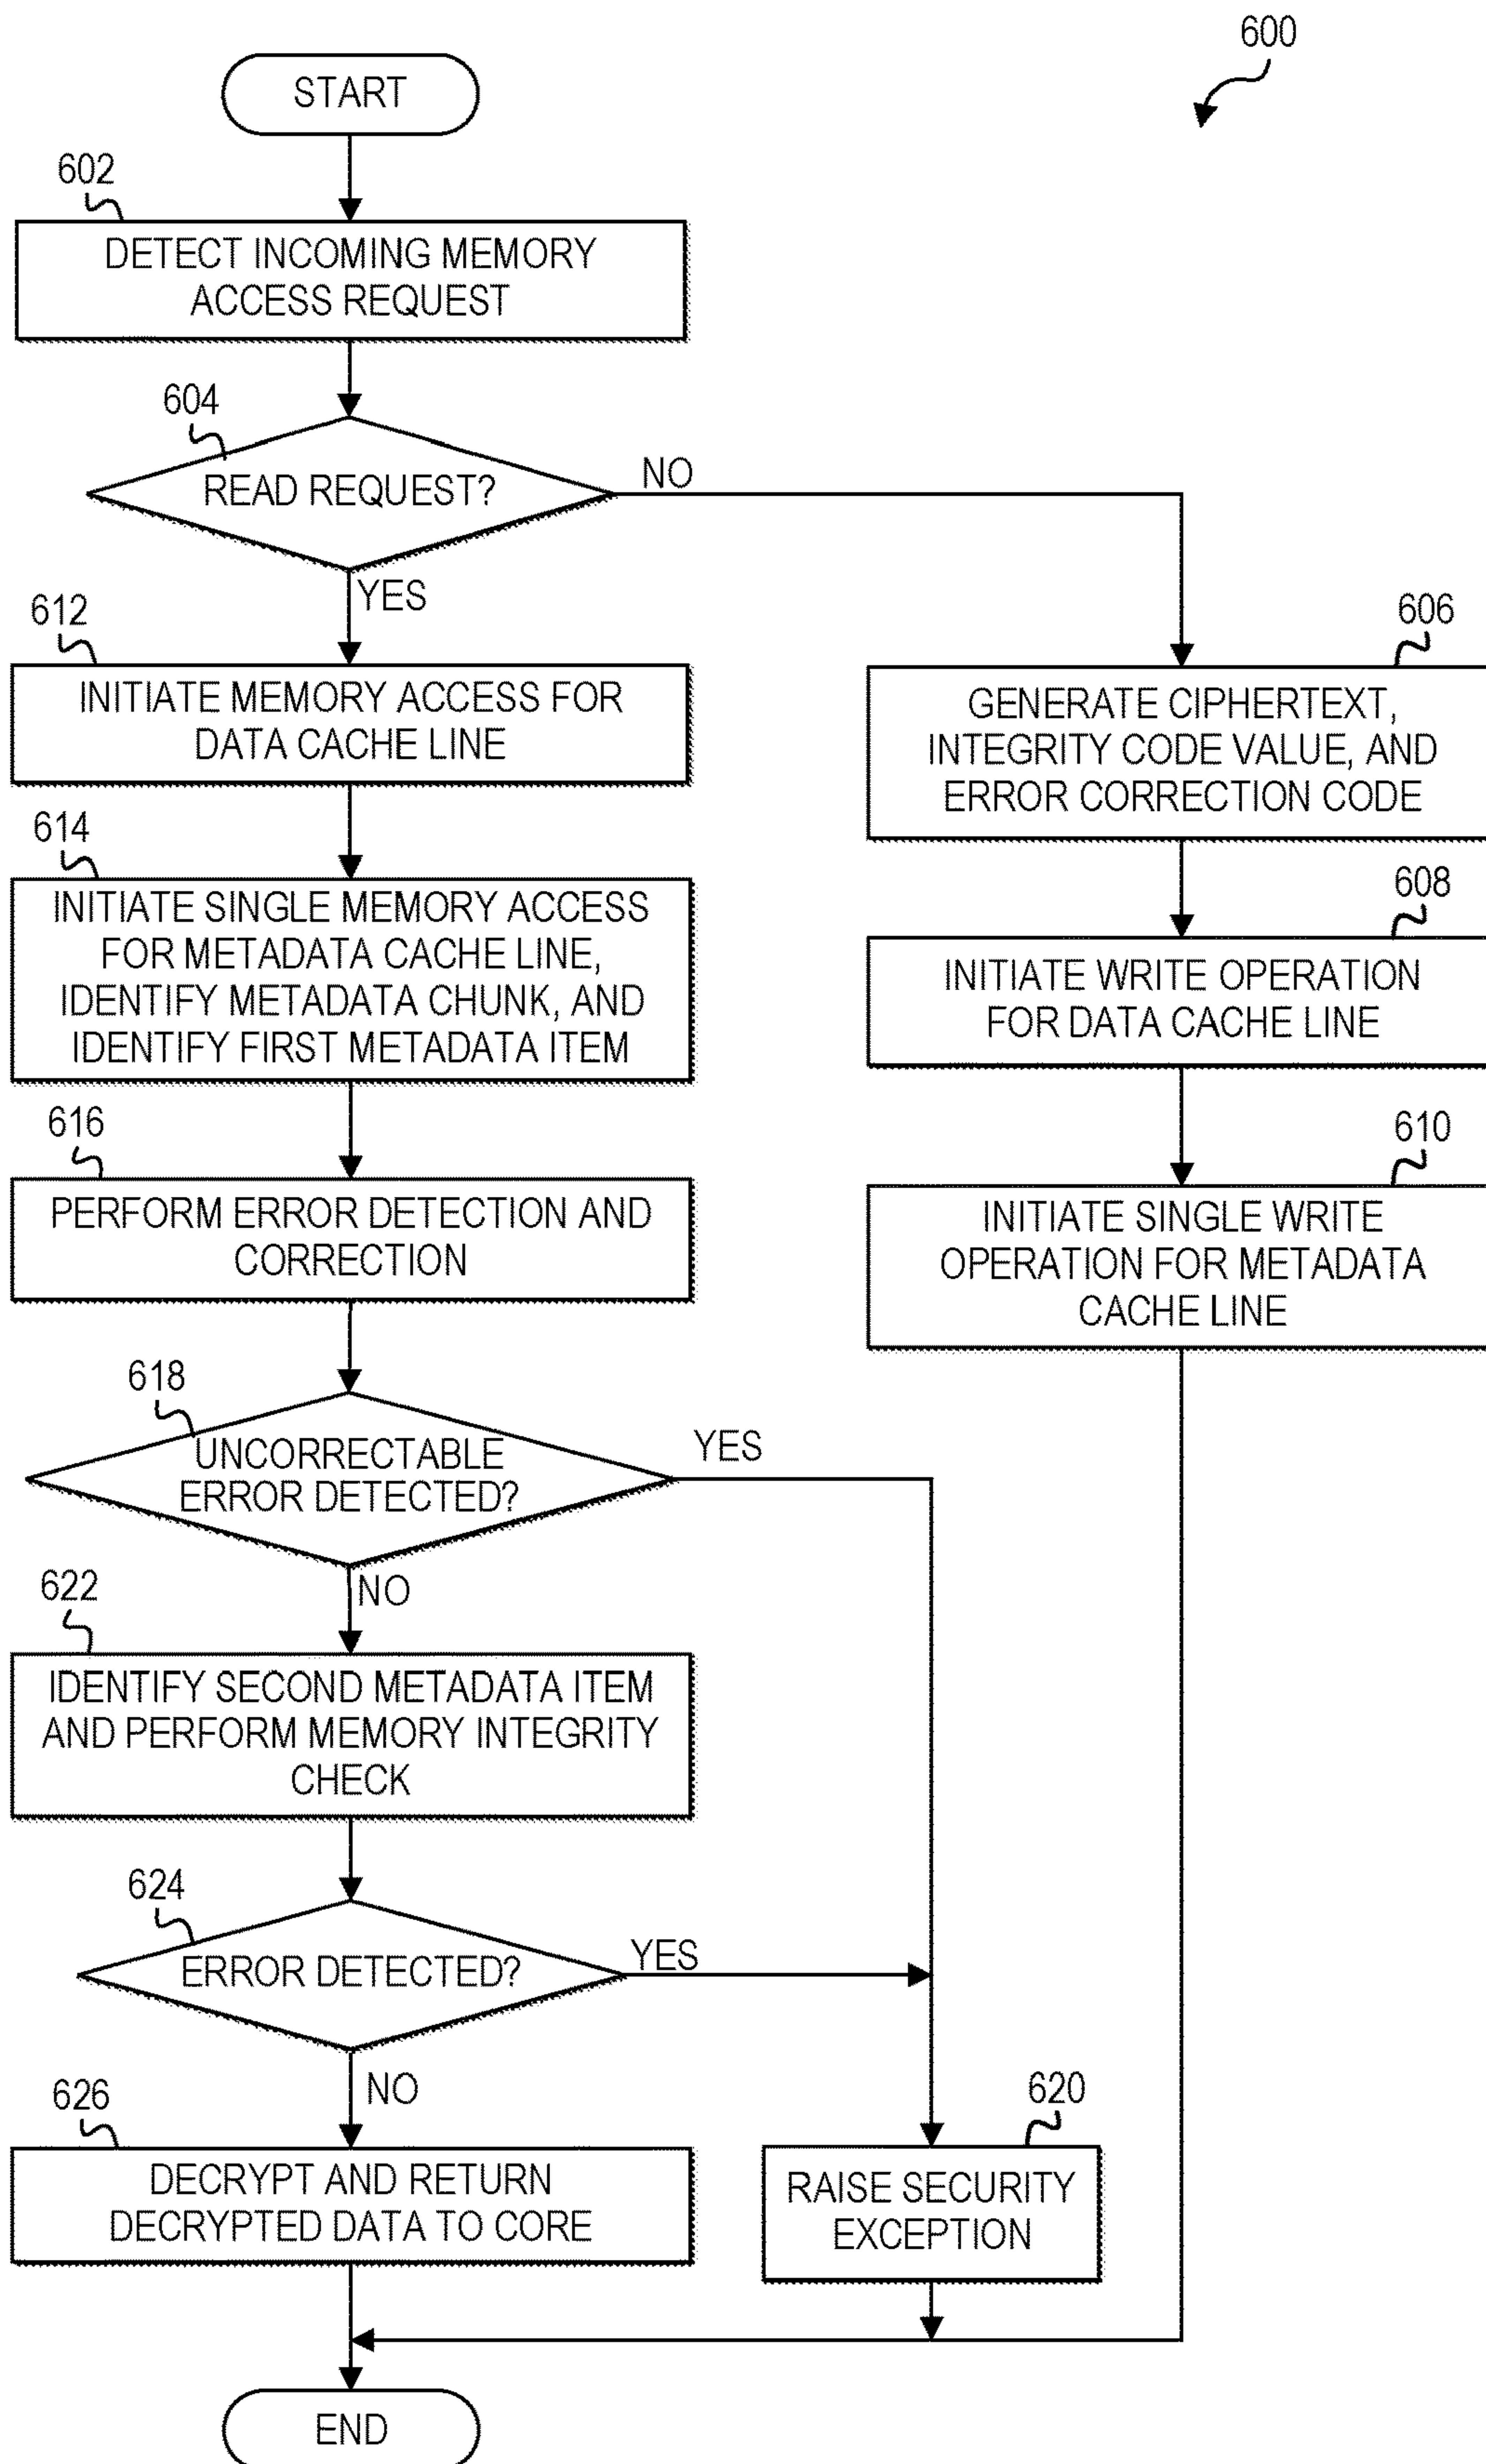 600
START
602
DETECT INCOMING MEMORY
ACCESS REQUEST
604
READ REQUEST?
NO
YES
612
INITIATE MEMORY ACCESS FOR
DATA CACHE LINE
606
GENERATE CIPHERTEXT,
INTEGRITY CODE VALUE, AND
ERROR CORRECTION CODE
614
INITIATE SINGLE MEMORY ACCESS
FOR METADATA CACHE LINE,
IDENTIFY METADATA CHUNK, AND
IDENTIFY FIRST METADATA ITEM
608
INITIATE WRITE OPERATION
FOR DATA CACHE LINE
616
PERFORM ERROR DETECTION AND
CORRECTION
610
INITIATE SINGLE WRITE
OPERATION FOR METADATA
CACHE LINE
618
UNCORRECTABLE
ERROR DETECTED?
YES
NO
622
IDENTIFY SECOND METADATA ITEM
AND PERFORM MEMORY INTEGRITY
CHECK
624
ERROR DETECTED?
YES
NO
626
DECRYPT AND RETURN
DECRYPTED DATA TO CORE
620
RAISE SECURITY
EXCEPTION
END